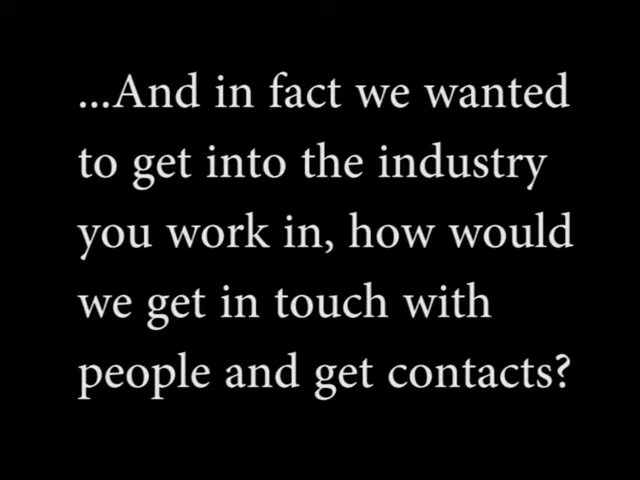 ...And in fact we wanted
to get into the industry
you work in, how would
we get in touch with
people and get contacts?